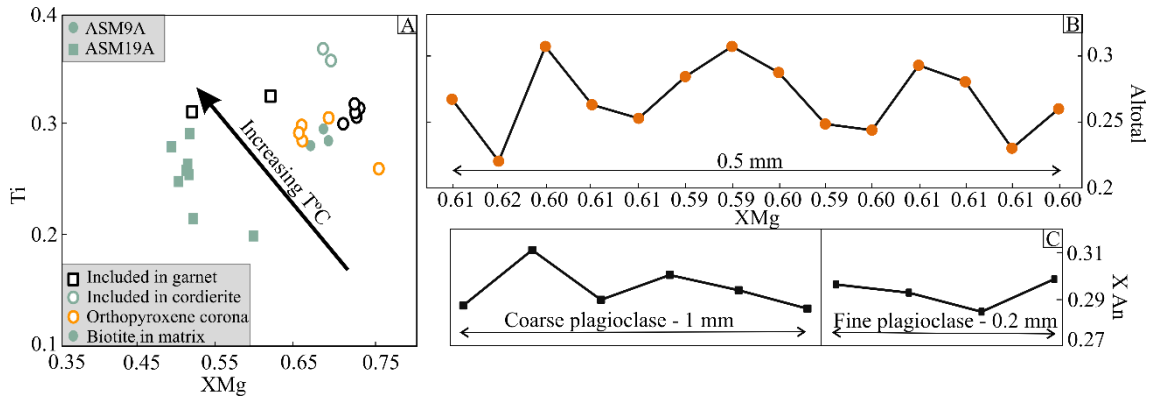 0.4
ASM9A
ASM19A
A
0.3
Increasing TºC
Ti
0.2
Included in garnet
Included in cordierite
Orthopyroxene corona
Biotite in matrix
0.1
0.35
0.45
0.55
0.65
0.75
XMg
B
0.3
0.25
0.2
Altotal
0.5 mm
0.61 0.62 0.60 0.61 0.61 0.59 0.59 0.60 0.59 0.60 0.61 0.61 0.61 0.60
XMg
C
0.31
0.29
0.27
X An
Coarse plagioclase - 1 mm
Fine plagioclase - 0.2 mm